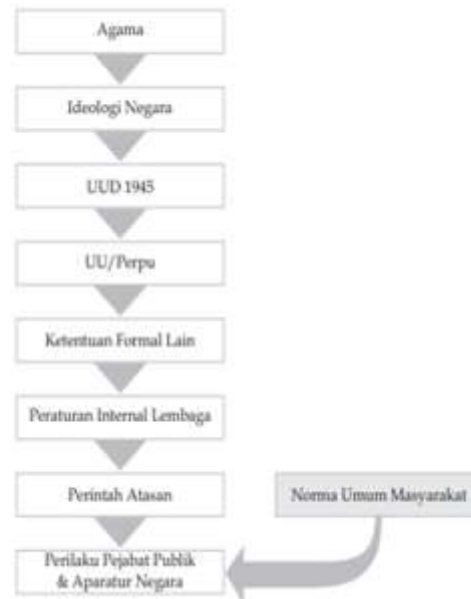 Agama
Ideologi Negara
UUD 1945
UU/Perpu
Ketentuan Formal Lain
Peraturan Internal Lembaga
Perintah Atasan
Norma Umum Masyarakat
Perilaku Pejabat Publik
& Aparatur Negara